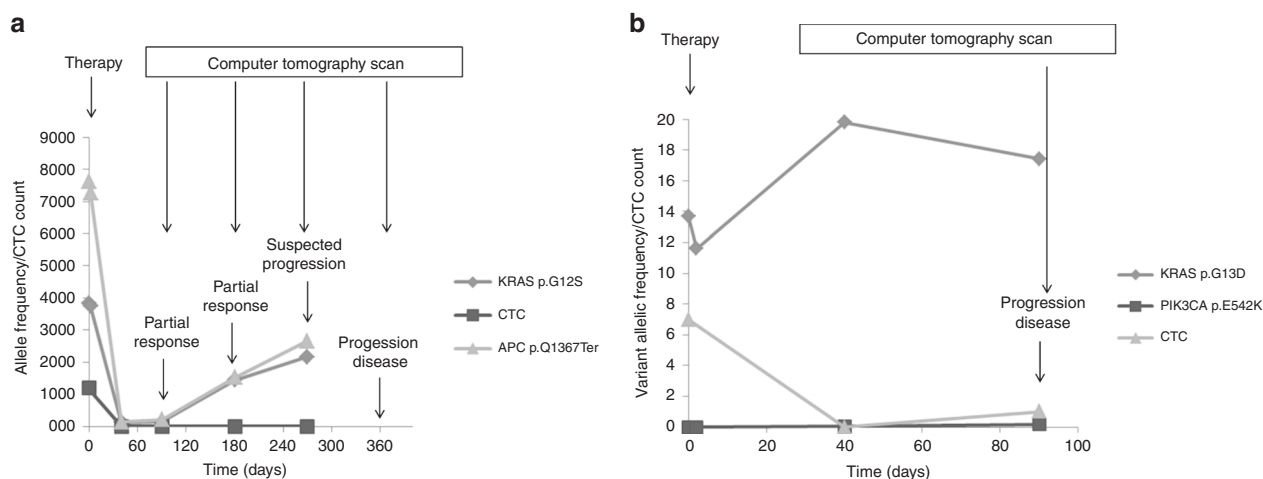 a
Therapy
Computer tomography scan
Allele frequency/CTC count
9000
8000
7000
6000
5000
4000
3000
2000
1000
000
0
60
120
180
240
300
360
Time (days)
Partial
response
Partial
response
Suspected
progression
Progession
disease
KRAS p.G12S
CTC
APC p.Q1367Ter
b
Therapy
Computer tomography scan
Variant allelic frequency/CTC count
20
18
16
14
12
10
8
6
4
2
0
0
20
40
60
80
100
Time (days)
Progression
disease
KRAS p.G13D
PIK3CA p.E542K
CTC